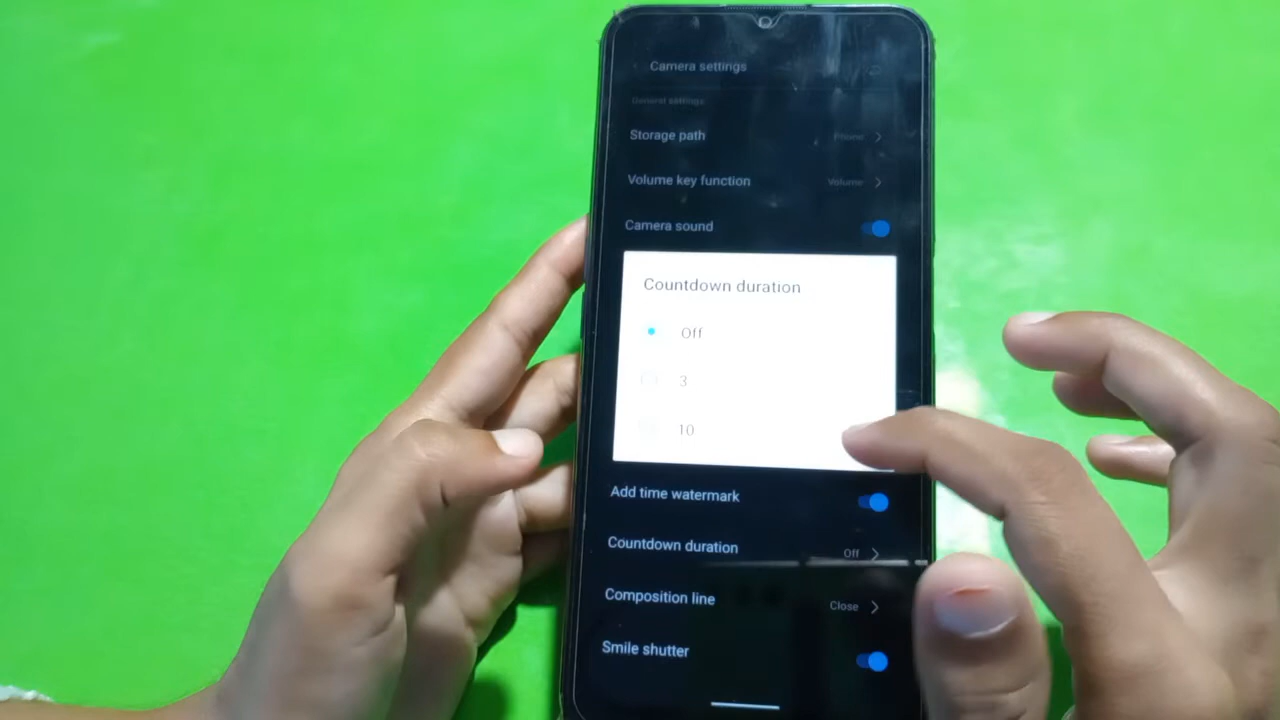 Camera settings
General settings
Storage path Phone
Volume key function Volume
Camera sound
Countdown duration
Off
3
10
Add time watermark
Countdown duration Off
Composition line Close
Smile shutter